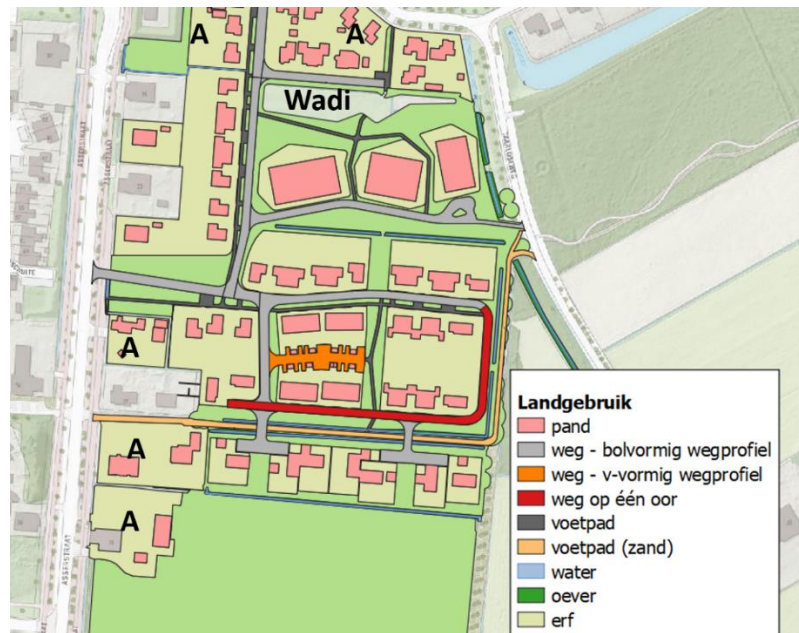 A
A
Wadi
A
A
A
ASSERSTRAAT
Landgebruik
pand
weg - bolvormig wegprofiel
weg - v-vormig wegprofiel
weg op één oor
voetpad
voetpad (zand)
water
oever
erf